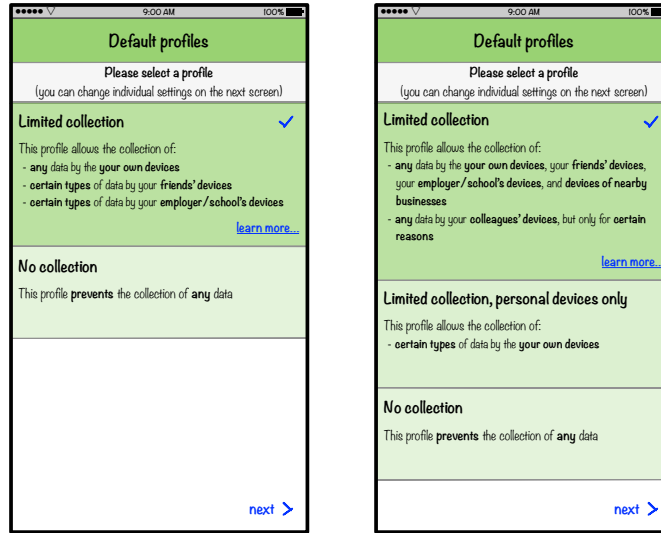 9:00 AM
100%
Default profiles
Please select a profile
(you can change individual settings on the next screen)
Limited collection
This profile allows the collection of:
- any data by the your own devices
- certain types of data by your friends' devices
- certain types of data by your employer/school's devices
learn more...
No collection
This profile prevents the collection of any data
next
9:00 AM
100%
Default profiles
Please select a profile
(you can change individual settings on the next screen)
Limited collection
This profile allows the collection of:
- any data by the your own devices, your friends' devices,
your employer/school's devices, and devices of nearby
businesses
- any data by your colleagues' devices, but only for certain
reasons
learn more...
Limited collection, personal devices only
This profile allows the collection of:
- certain types of data by the your own devices
No collection
This profile prevents the collection of any data
next